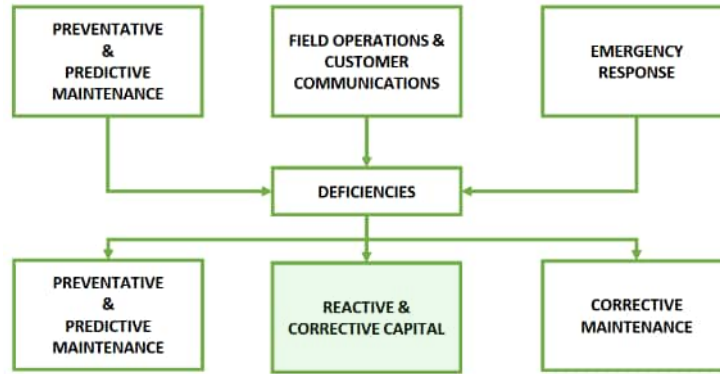 PREVENTATIVE
&
PREDICTIVE
MAINTENANCE
FIELD OPERATIONS &
CUSTOMER
COMMUNICATIONS
EMERGENCY
RESPONSE
DEFICIENCIES
PREVENTATIVE
&
PREDICTIVE
MAINTENANCE
REACTIVE &
CORRECTIVE CAPITAL
CORRECTIVE
MAINTENANCE